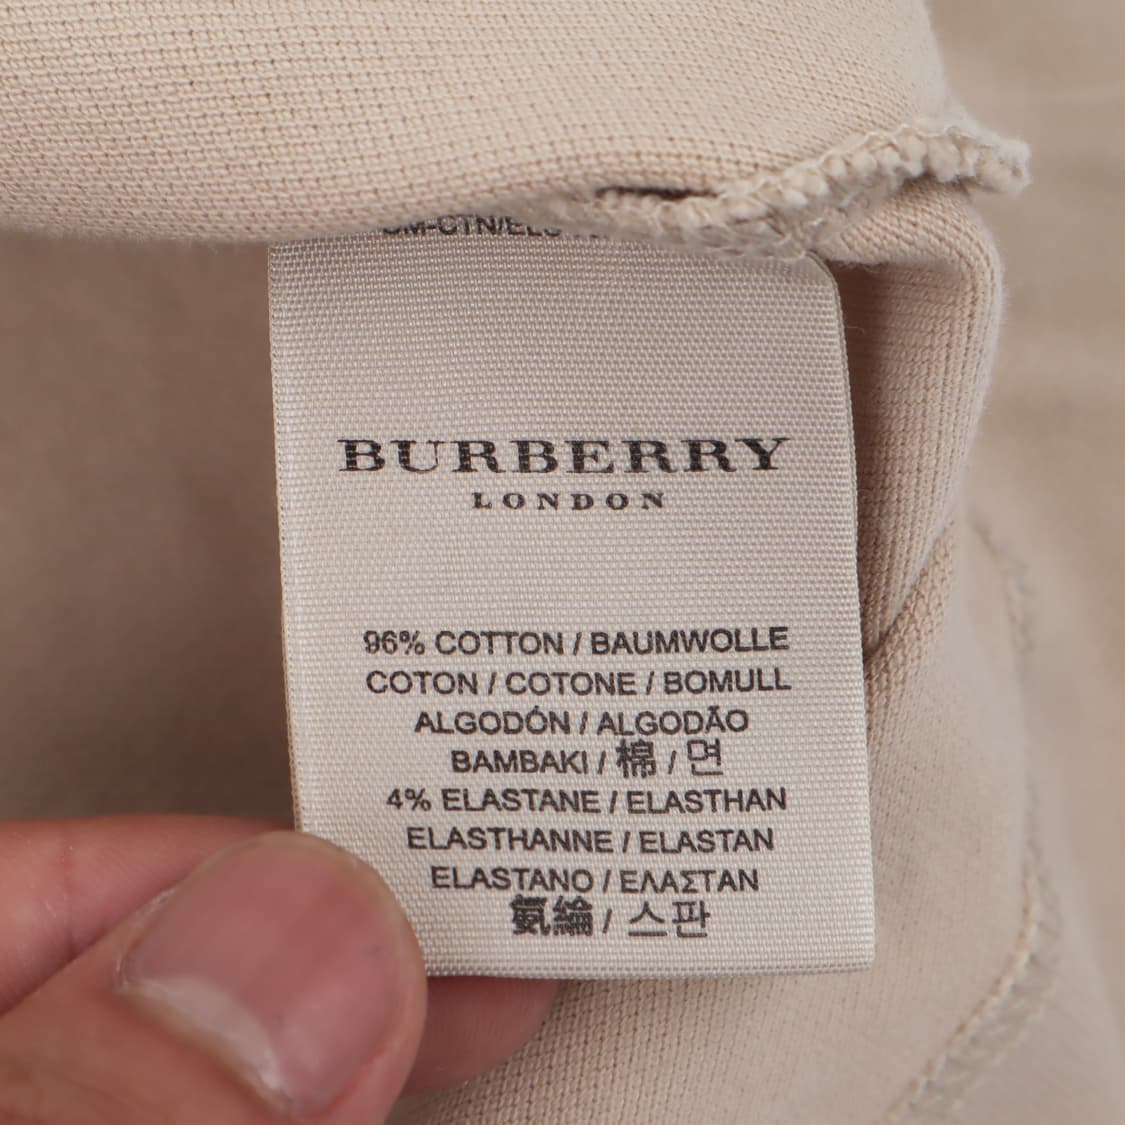 BURBERRY
LONDON
96% COTTON / BAUMWOLLE
COTON / COTONE / BOMULL
ALGODÓN / ALGODÃO
BAMBAKI / 棉 / 면
4% ELASTANE / ELASTHAN
ELASTHANNE / ELASTAN
ELASTANO / ΕΛΑΣΤΑΝ
氨綸 / 스판